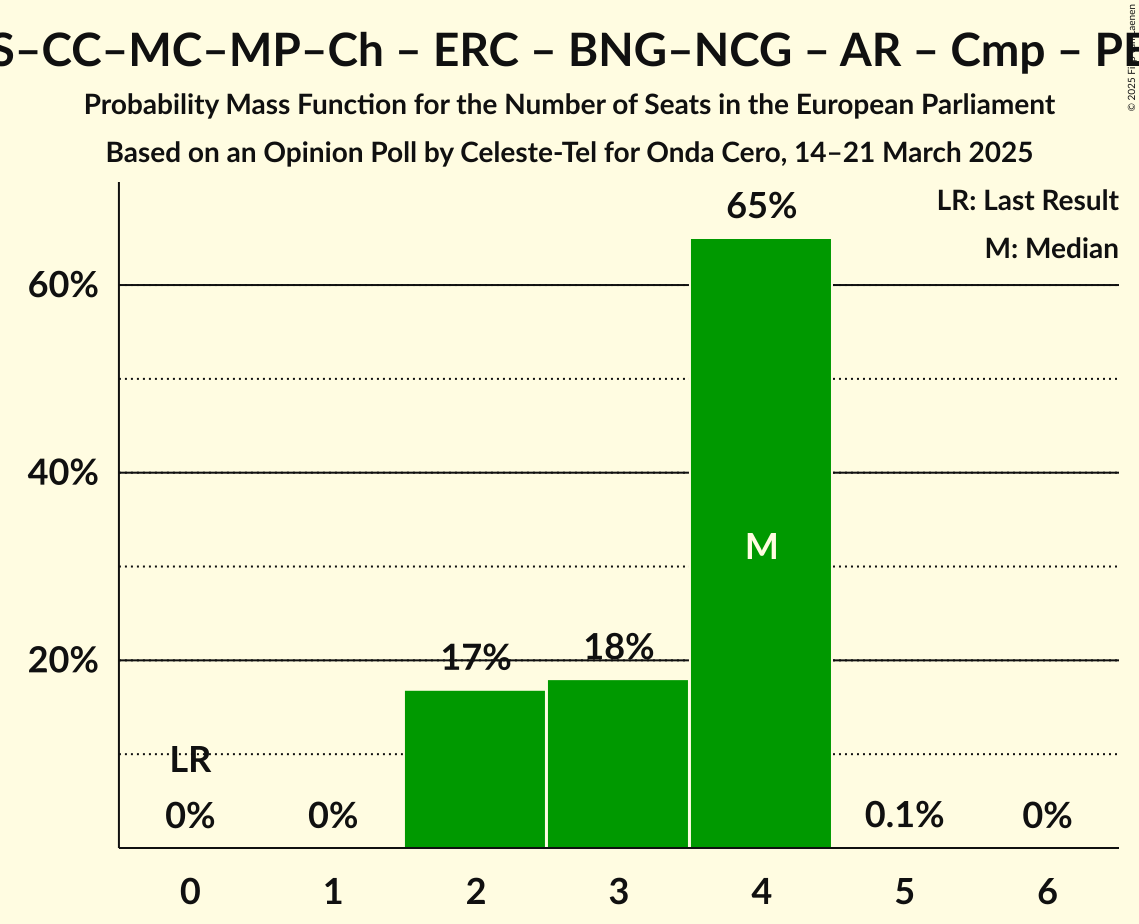 S–CC–MC–MP–Ch – ERC – BNG–NCG – AR – Cmp –
Probability Mass Function for the Number of Seats in the European Parliament
Based on an Opinion Poll by Celeste-Tel for Onda Cero, 14–21 March 2025
LR: Last Result
M: Median
65%
60%
40%
M
20%
17%
18%
LR
0%
0%
0.1%
0%
0 1 2 3 4 5 6
© 2025